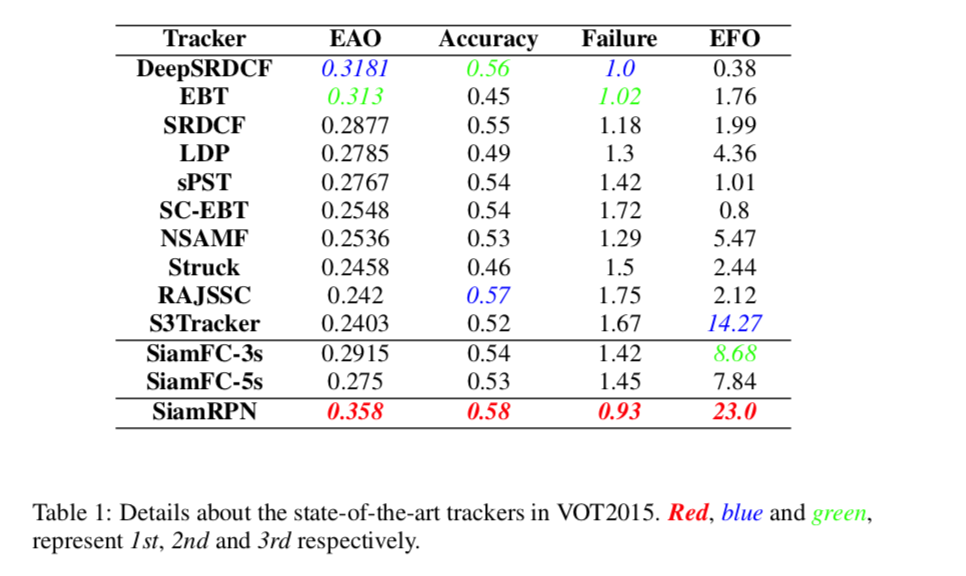 Tracker EAO Accuracy Failure EFO
DeepSRDCF 0.3181 0.56 1.0 0.38
EBT 0.313 0.45 1.02 1.76
SRDCF 0.2877 0.55 1.18 1.99
LDP 0.2785 0.49 1.3 4.36
sPST 0.2767 0.54 1.42 1.01
SC-EBT 0.2548 0.54 1.72 0.8
NSAMF 0.2536 0.53 1.29 5.47
Struck 0.2458 0.46 1.5 2.44
RAJSSC 0.242 0.57 1.75 2.12
S3Tracker 0.2403 0.52 1.67 14.27
SiamFC-3s 0.2915 0.54 1.42 8.68
SiamFC-5s 0.275 0.53 1.45 7.84
SiamRPN 0.358 0.58 0.93 23.0
Table 1: Details about the state-of-the-art trackers in VOT2015. Red, blue and green,
represent 1st, 2nd and 3rd respectively.